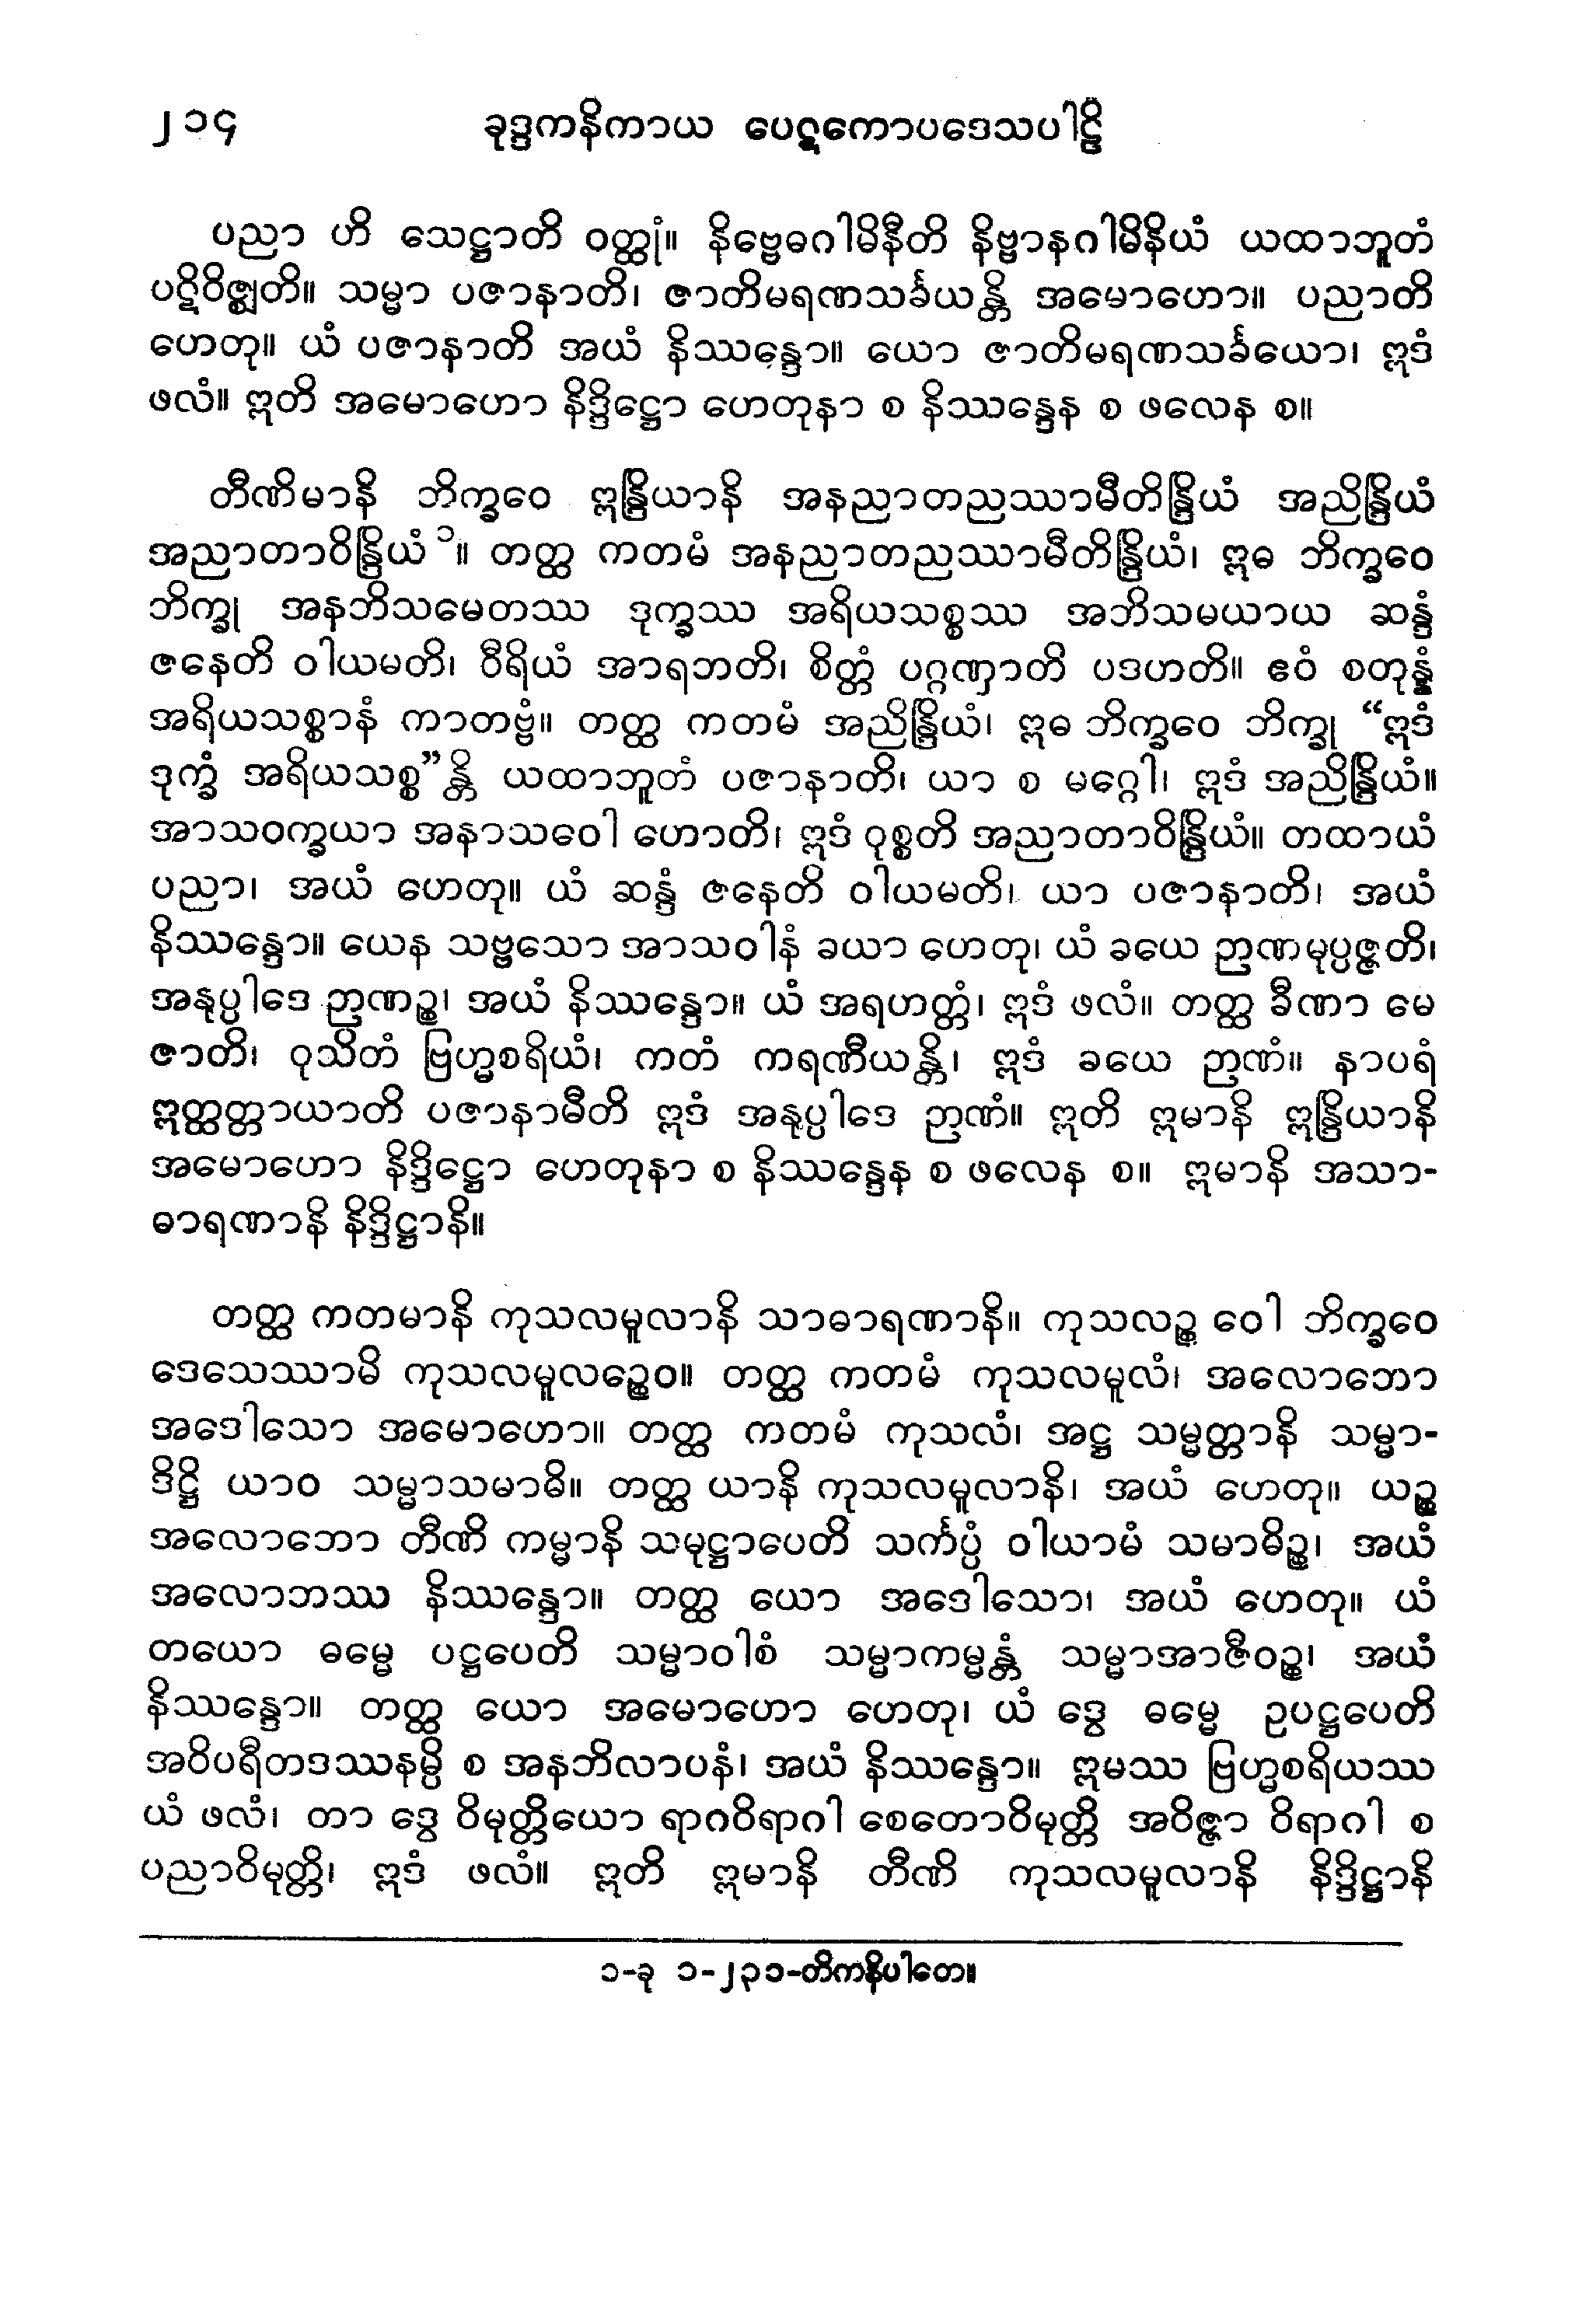 ၂၁၄ ခုဒ္ဒကနိကာယ ပေဋကောပဒေသပါဠိ
ပညာ ဟိ သေဋ္ဌာတိ ဝတ္ထုံ။ နိဗ္ဗေဓဂါမိနီတိ နိဗ္ဗာနဂါမိနိယံ ယထာဘူတံ
ပဋိဝိဇ္ဈတိ။ သမ္မာ ပဇာနာတိ၊ ဇာတိမရဏသင်္ခယန္တိ အမောဟော။ ပညာတိ
ဟေတု။ ယံ ပဇာနာတိ အယံ နိဿန္ဒော။ ယော ဇာတိမရဏသင်္ခယော၊ ဣဒံ
ဖလံ။ ဣတိ အမောဟော နိဒ္ဒိဋ္ဌော ဟေတုနာ စ နိဿန္ဒေန စ ဖလေန စ။
တီဏိမာနိ ဘိက္ခဝေ ဣန္ဒြိယာနိ အနညာတညဿာမီတိန္ဒြိယံ အညိန္ဒြိယံ
အညာတာဝိန္ဒြိယံ ၁။ တတ္ထ ကတမံ အနညာတညဿာမီတိန္ဒြိယံ၊ ဣဓ ဘိက္ခဝေ
ဘိက္ခု အနဘိသမေတဿ ဒုက္ခဿ အရိယသစ္စဿ အဘိသမယာယ ဆန္ဒံ
ဇနေတိ ဝါယမတိ၊ ဝီရိယံ အာရဘတိ၊ စိတ္တံ ပဂ္ဂဏှာတိ ပဒဟတိ။ ဧဝံ စတုန္နံ
အရိယသစ္စာနံ ကာတဗ္ဗံ။ တတ္ထ ကတမံ အညိန္ဒြိယံ၊ ဣဓ ဘိက္ခဝေ ဘိက္ခု “ဣဒံ
ဒုက္ခံ အရိယသစ္စ”န္တိ ယထာဘူတံ ပဇာနာတိ၊ ယာ စ မဂ္ဂေါ၊ ဣဒံ အညိန္ဒြိယံ။
အာသဝက္ခယာ အနာသဝေါ ဟောတိ၊ ဣဒံ ဝုစ္စတိ အညာတာဝိန္ဒြိယံ။ တထာယံ
ပညာ၊ အယံ ဟေတု။ ယံ ဆန္ဒံ ဇနေတိ ဝါယမတိ၊ ယာ ပဇာနာတိ၊ အယံ
နိဿန္ဒော။ ယေန သဗ္ဗသော အာသဝါနံ ခယာ ဟေတု၊ ယံ ခယေ ဉာဏမုပ္ပဇ္ဇတိ၊
အနုပ္ပါဒေ ဉာဏဉ္စ၊ အယံ နိဿန္ဒော။ ယံ အရဟတ္တံ၊ ဣဒံ ဖလံ။ တတ္ထ ခီဏာ မေ
ဇာတိ၊ ဝုသိတံ ဗြဟ္မစရိယံ၊ ကတံ ကရဏီယန္တိ၊ ဣဒံ ခယေ ဉာဏံ။ နာပရံ
ဣတ္ထတ္တာယာတိ ပဇာနာမီတိ ဣဒံ အနုပ္ပါဒေ ဉာဏံ။ ဣတိ ဣမာနိ ဣန္ဒြိယာနိ
အမောဟော နိဒ္ဒိဋ္ဌော ဟေတုနာ စ နိဿန္ဒေန စ ဖလေန စ။ ဣမာနိ အသာ-
ဓာရဏာနိ နိဒ္ဒိဋ္ဌာနိ။
တတ္ထ ကတမာနိ ကုသလမူလာနိ သာဓာရဏာနိ။ ကုသလဉ္စ ဝေါ ဘိက္ခဝေ
ဒေသေဿာမိ ကုသလမူလဉ္စေဝ။ တတ္ထ ကတမံ ကုသလမူလံ၊ အလောဘော
အဒေါသော အမောဟော။ တတ္ထ ကတမံ ကုသလံ၊ အဋ္ဌ သမ္မတ္တာနိ သမ္မာ-
ဒိဋ္ဌိ ယာဝ သမ္မာသမာဓိ။ တတ္ထ ယာနိ ကုသလမူလာနိ၊ အယံ ဟေတု။ ယဉ္စ
အလောဘော တီဏိ ကမ္မာနိ သမုဋ္ဌာပေတိ သင်္ကပ္ပံ ဝါယာမံ သမာဓိဉ္စ၊ အယံ
အလောဘဿ နိဿန္ဒော။ တတ္ထ ယော အဒေါသော၊ အယံ ဟေတု။ ယံ
တယော ဓမ္မေ ပဋ္ဌပေတိ သမ္မာဝါစံ သမ္မာကမ္မန္တံ သမ္မာအာဇီဝဉ္စ၊ အယံ
နိဿန္ဒော။ တတ္ထ ယော အမောဟော ဟေတု၊ ယံ ဒွေ ဓမ္မေ ဥပဋ္ဌပေတိ
အဝိပရီတဒဿနမ္ပိ စ အနဘိလာပနံ၊ အယံ နိဿန္ဒော။ ဣမဿ ဗြဟ္မစရိယဿ
ယံ ဖလံ၊ တာ ဒွေ ဝိမုတ္တိယော ရာဂဝိရာဂါ စေတောဝိမုတ္တိ အဝိဇ္ဇာ ဝိရာဂါ စ
ပညာဝိမုတ္တိ၊ ဣဒံ ဖလံ။ ဣတိ ဣမာနိ တီဏိ ကုသလမူလာနိ နိဒ္ဒိဋ္ဌာနိ
၁-ခု ၁-၂၃၁-တိကနိပါတေ။